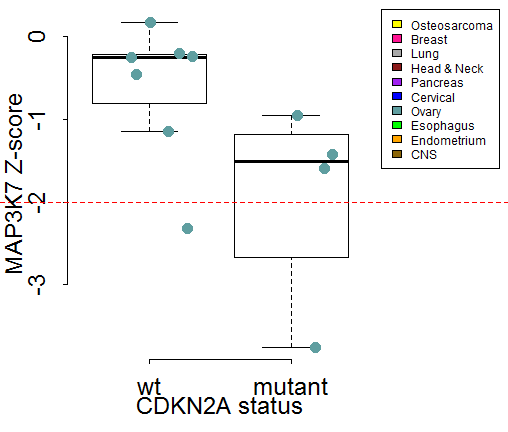 MAP3K7 Z-score
0
-1
-2
-3
wt
mutant
CDKN2A status
Osteosarcoma
Breast
Lung
Head & Neck
Pancreas
Cervical
Ovary
Esophagus
Endometrium
CNS